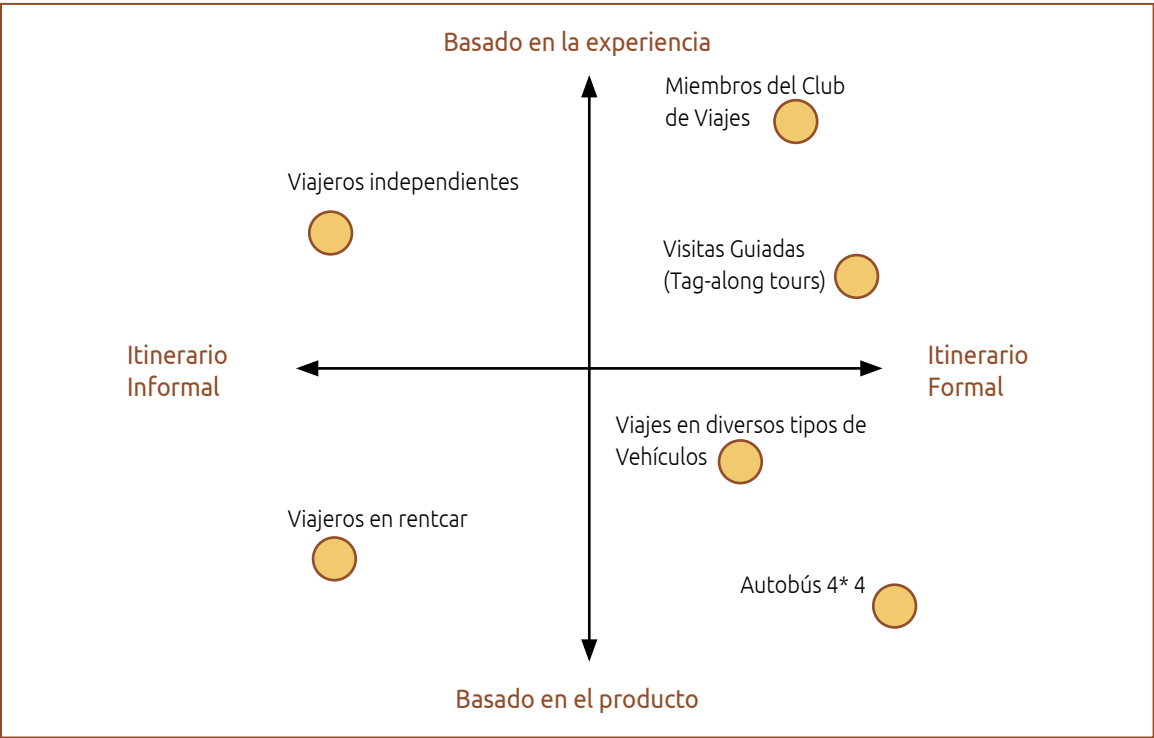 Basado en la experiencia
Miembros del Club
de Viajes
Viajeros independientes
Visitas Guiadas
(Tag-along tours)
Itinerario
Informal
Itinerario
Formal
Viajes en diversos tipos de
Vehículos
Viajeros en rentcar
Autobús 4* 4
Basado en el producto